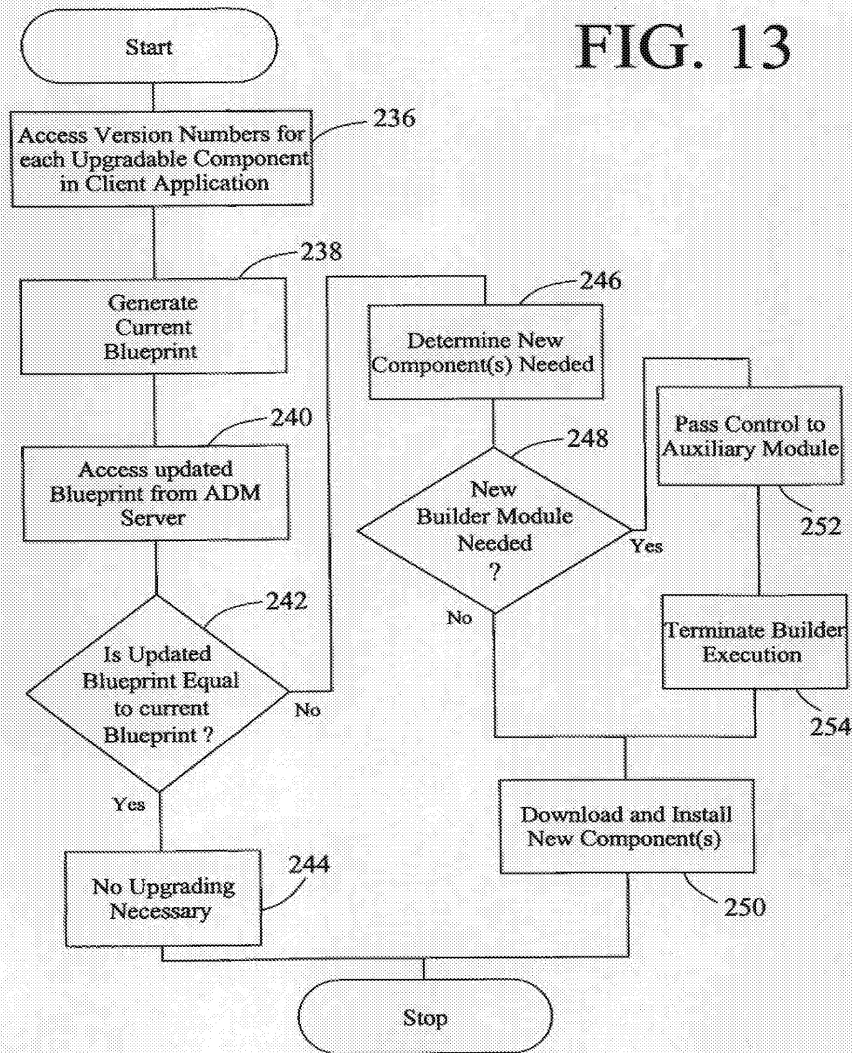 FIG. 13
Start
Access Version Numbers for
each Upgradable Component
in Client Application
236
Generate
Current
Blueprint
238
Access updated
Blueprint from ADM
Server
240
Is Updated
Blueprint Equal
to current
Blueprint ?
242
No
Yes
No Upgrading
Necessary
244
Determine New
Component(s) Needed
246
New
Builder Module
Needed
?
248
Yes
No
Pass Control to
Auxiliary Module
252
Terminate Builder
Execution
254
Download and Install
New Component(s)
250
Stop